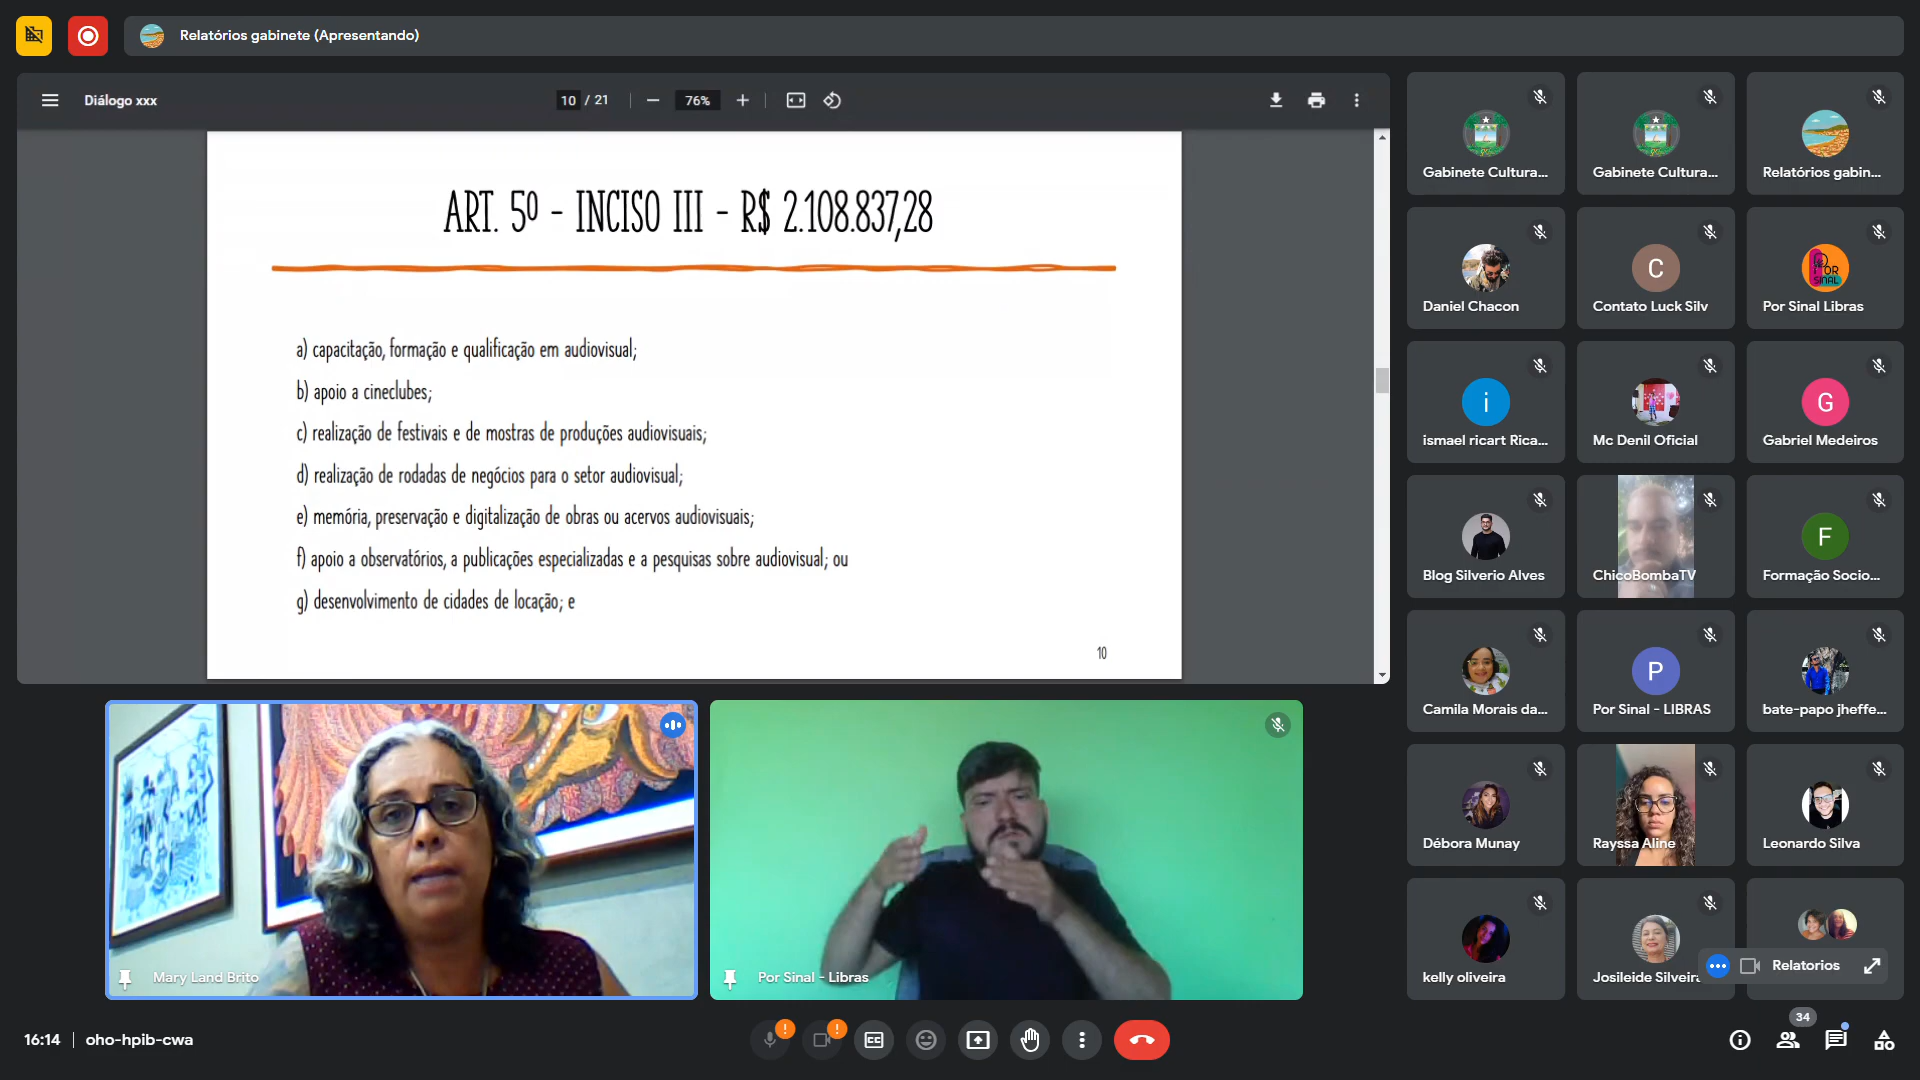 Relatórios gabinete (Apresentando)
Diálogo xxx
10 / 21
76%
ART. 5º - INCISO III - R$ 2.108.837,28
a) capacitação, formação e qualificação em audiovisual;
b) apoio a cineclubes;
c) realização de festivais e de mostras de produções audiovisuais;
d) realização de rodadas de negócios para o setor audiovisual;
e) memória, preservação e digitalização de obras ou acervos audiovisuais;
f) apoio a observatórios, a publicações especializadas e a pesquisas sobre audiovisual; ou
g) desenvolvimento de cidades de locação; e
10
Mary Land Brito
Por Sinal - Libras
Gabinete Cultura...
Gabinete Cultura...
Relatórios gabin...
Daniel Chacon
C
Contato Luck Silv
POR
SINAL
Por Sinal Libras
i
ismael ricart Rica...
Mc Denil Oficial
G
Gabriel Medeiros
Blog Silverio Alves
ChicoBombaTV
F
Formação Socio...
Camila Morais da...
P
Por Sinal - LIBRAS
bate-papo jheffe...
Débora Munay
Rayssa Aline
Leonardo Silva
kelly oliveira
Josileide Silveira
Relatorios
16:14
oho-hpib-cwa
CC
34